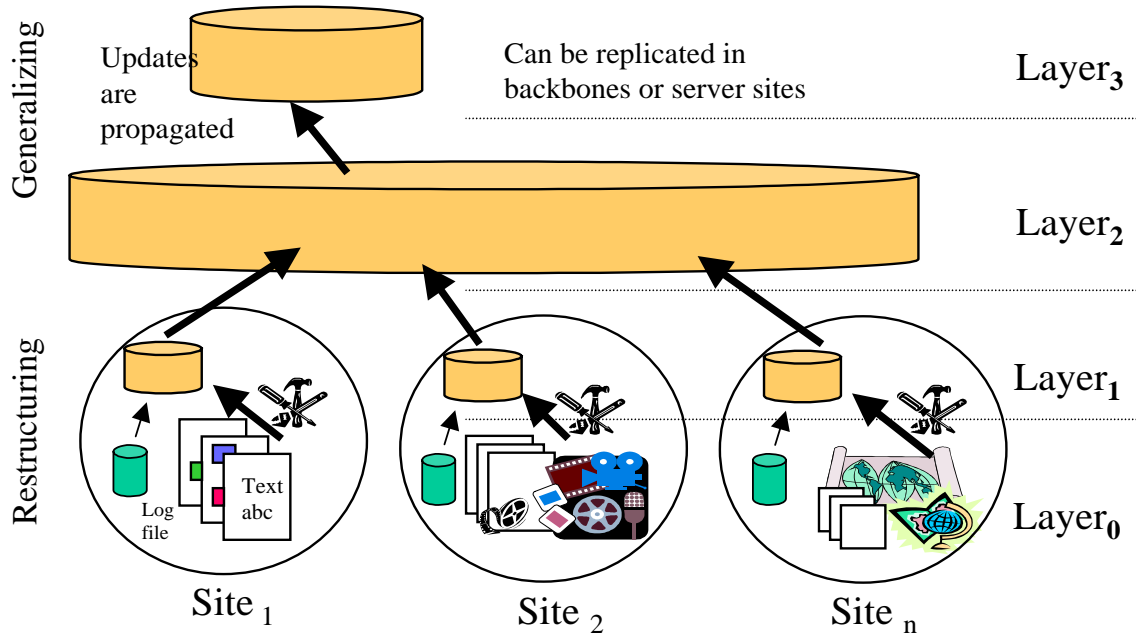 Generalizing
Updates
are
propagated
Can be replicated in
backbones or server sites
Layer3
Layer2
Restructuring
Layer1
Log
file
Text
abc
Layer0
Site 1
Site 2
Site n